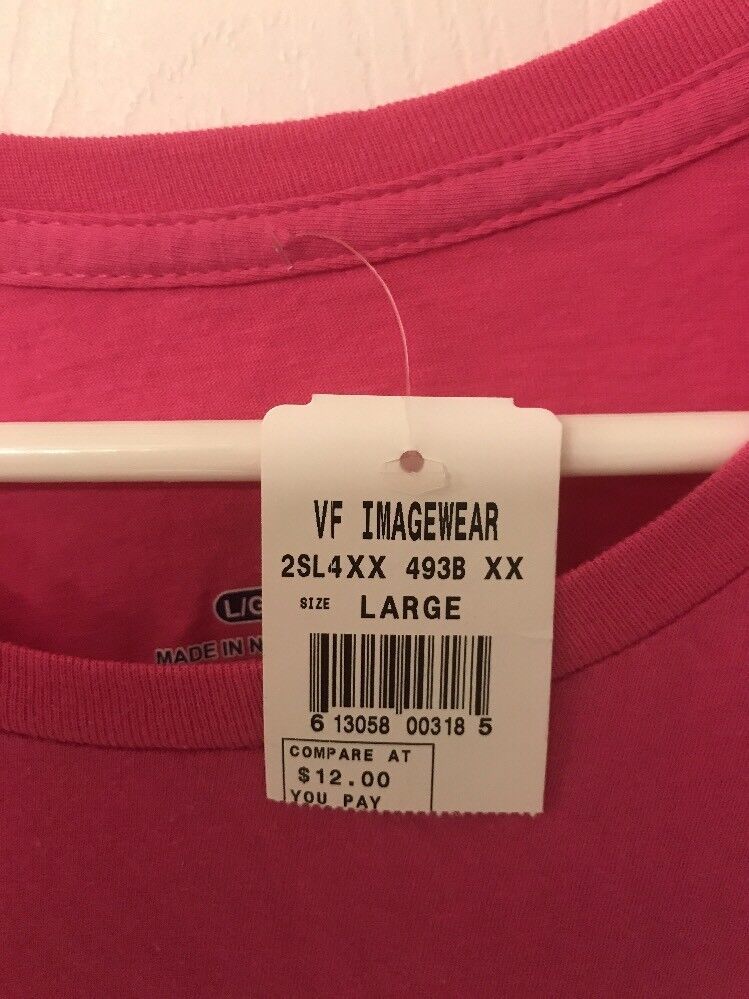 VF IMAGEWEAR
2SL4XX 493B XX
SIZE LARGE
6 13058 00318 5
COMPARE AT
$12.00
YOU PAY
L/G
MADE IN N